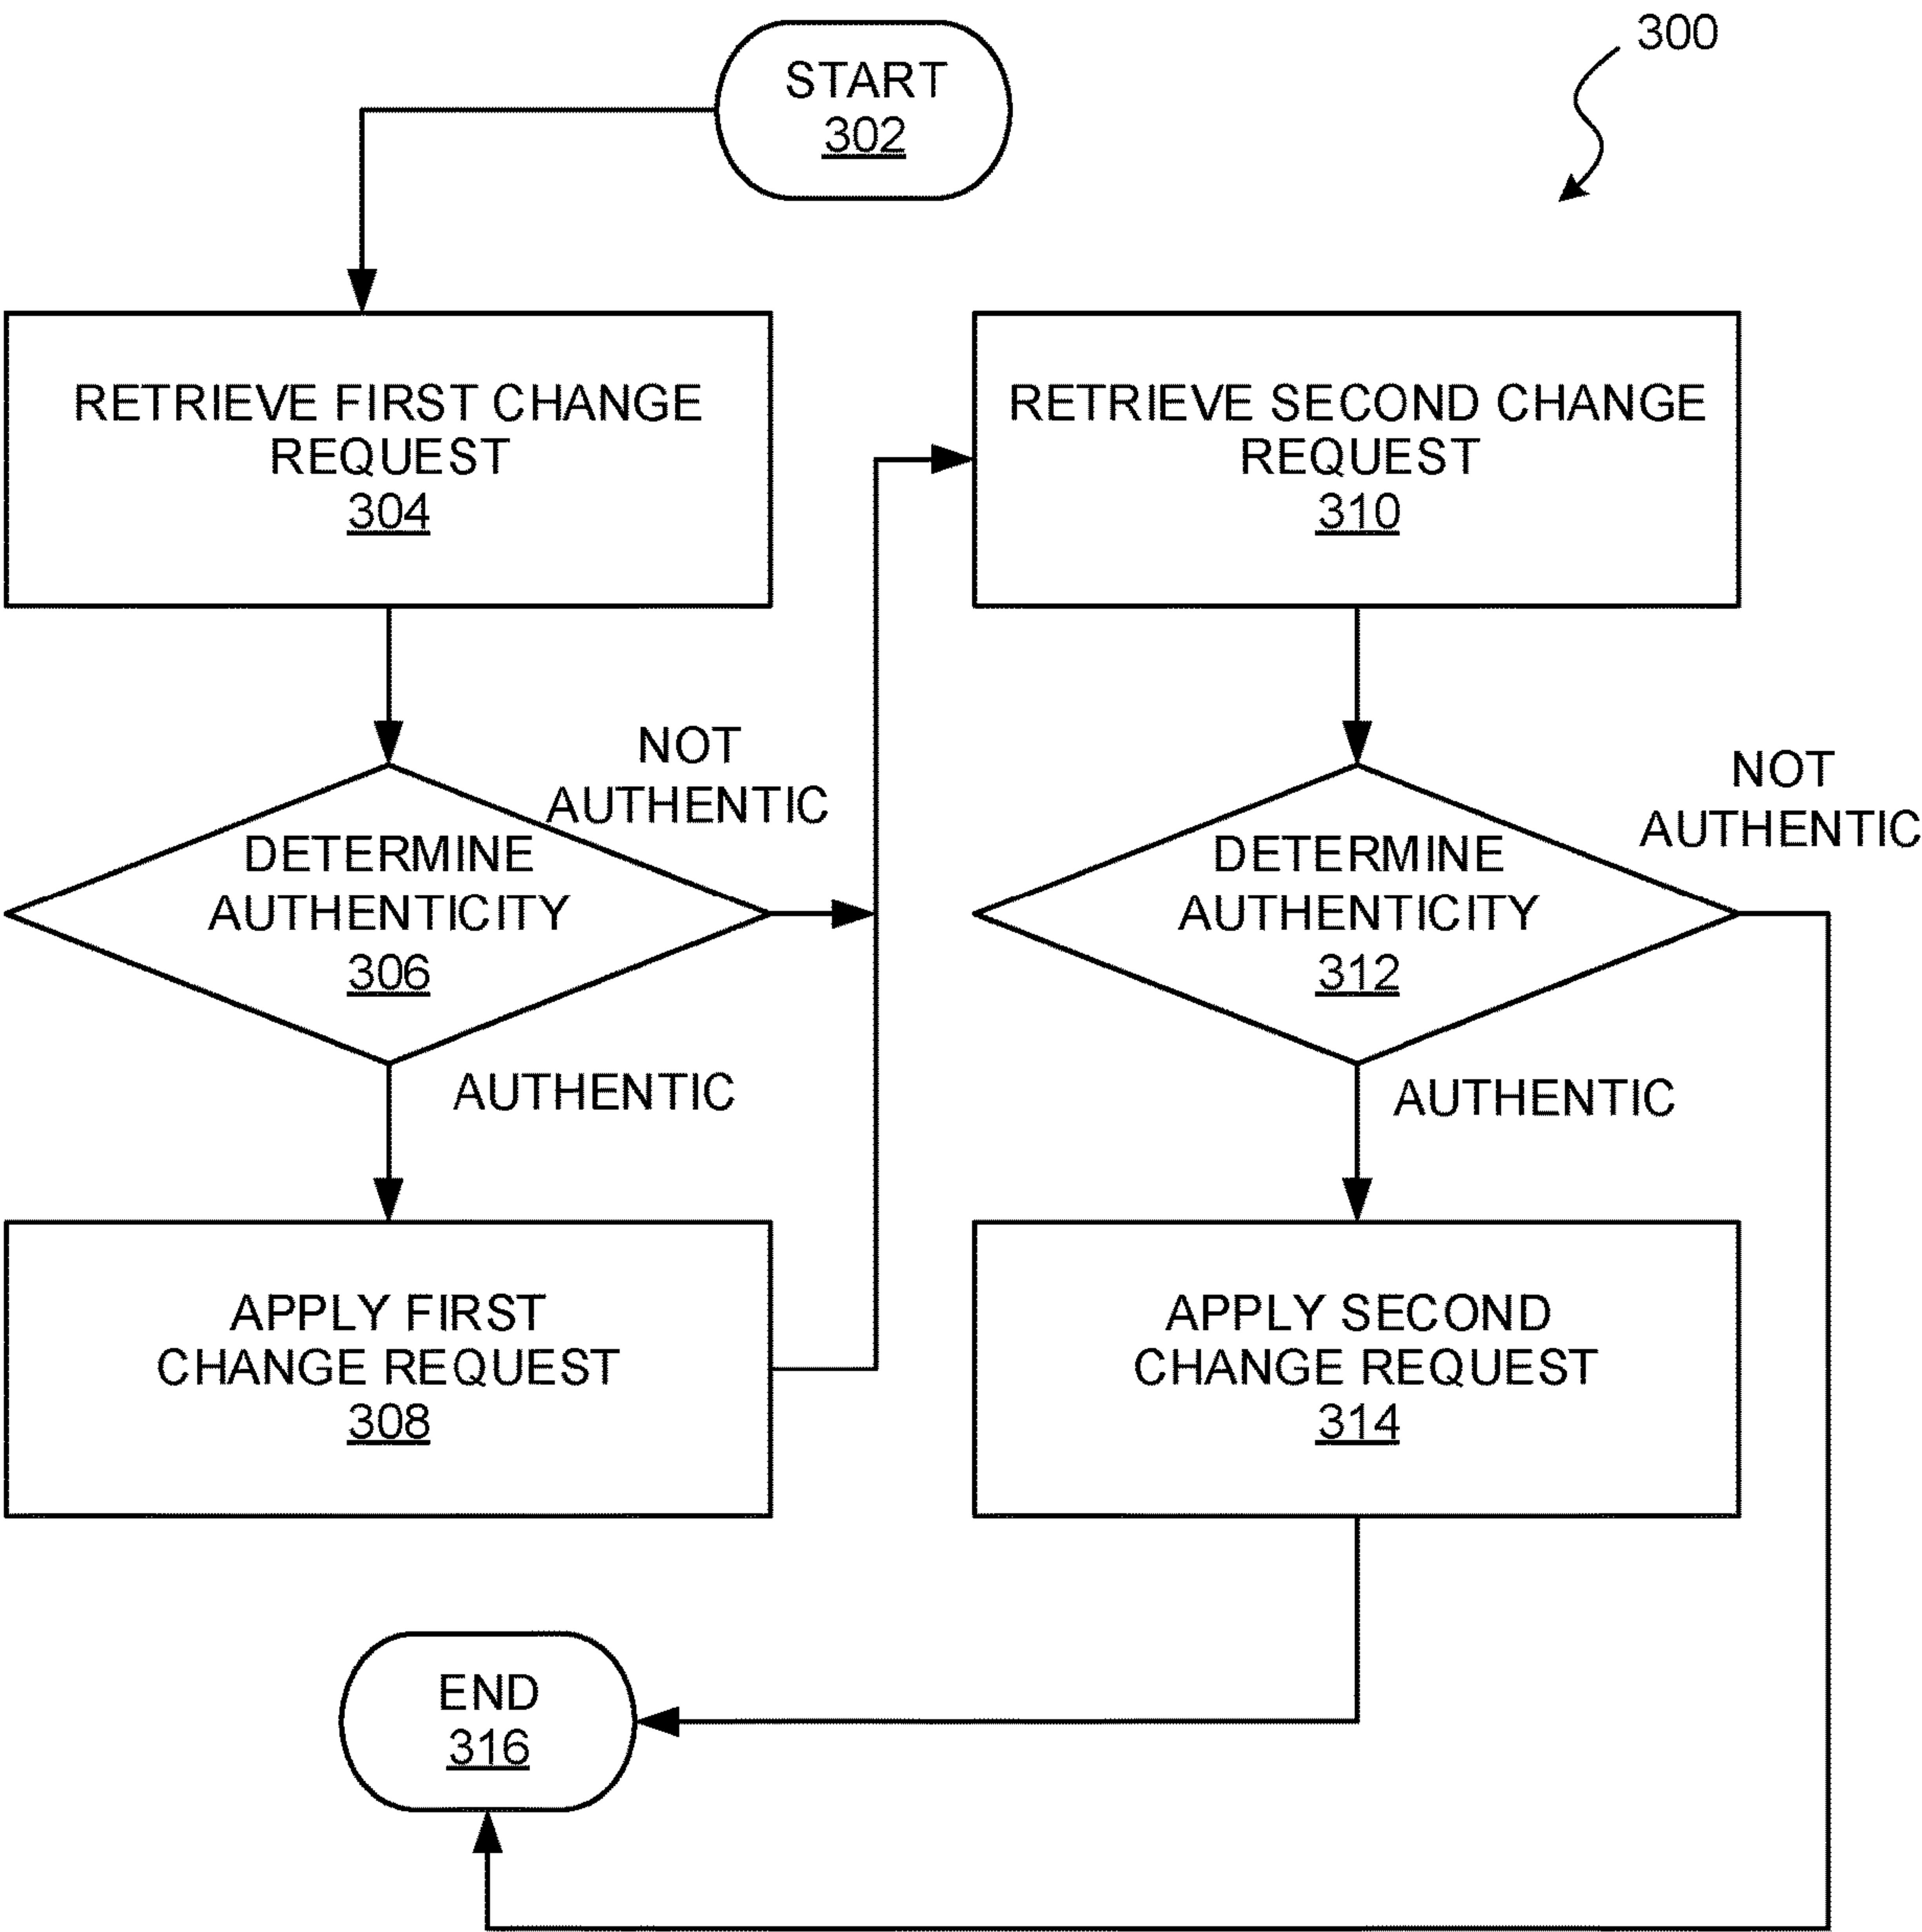 300
START
302
RETRIEVE FIRST CHANGE
REQUEST
304
RETRIEVE SECOND CHANGE
REQUEST
310
NOT
AUTHENTIC
DETERMINE
AUTHENTICITY
306
AUTHENTIC
NOT
AUTHENTIC
DETERMINE
AUTHENTICITY
312
AUTHENTIC
APPLY FIRST
CHANGE REQUEST
308
APPLY SECOND
CHANGE REQUEST
314
END
316